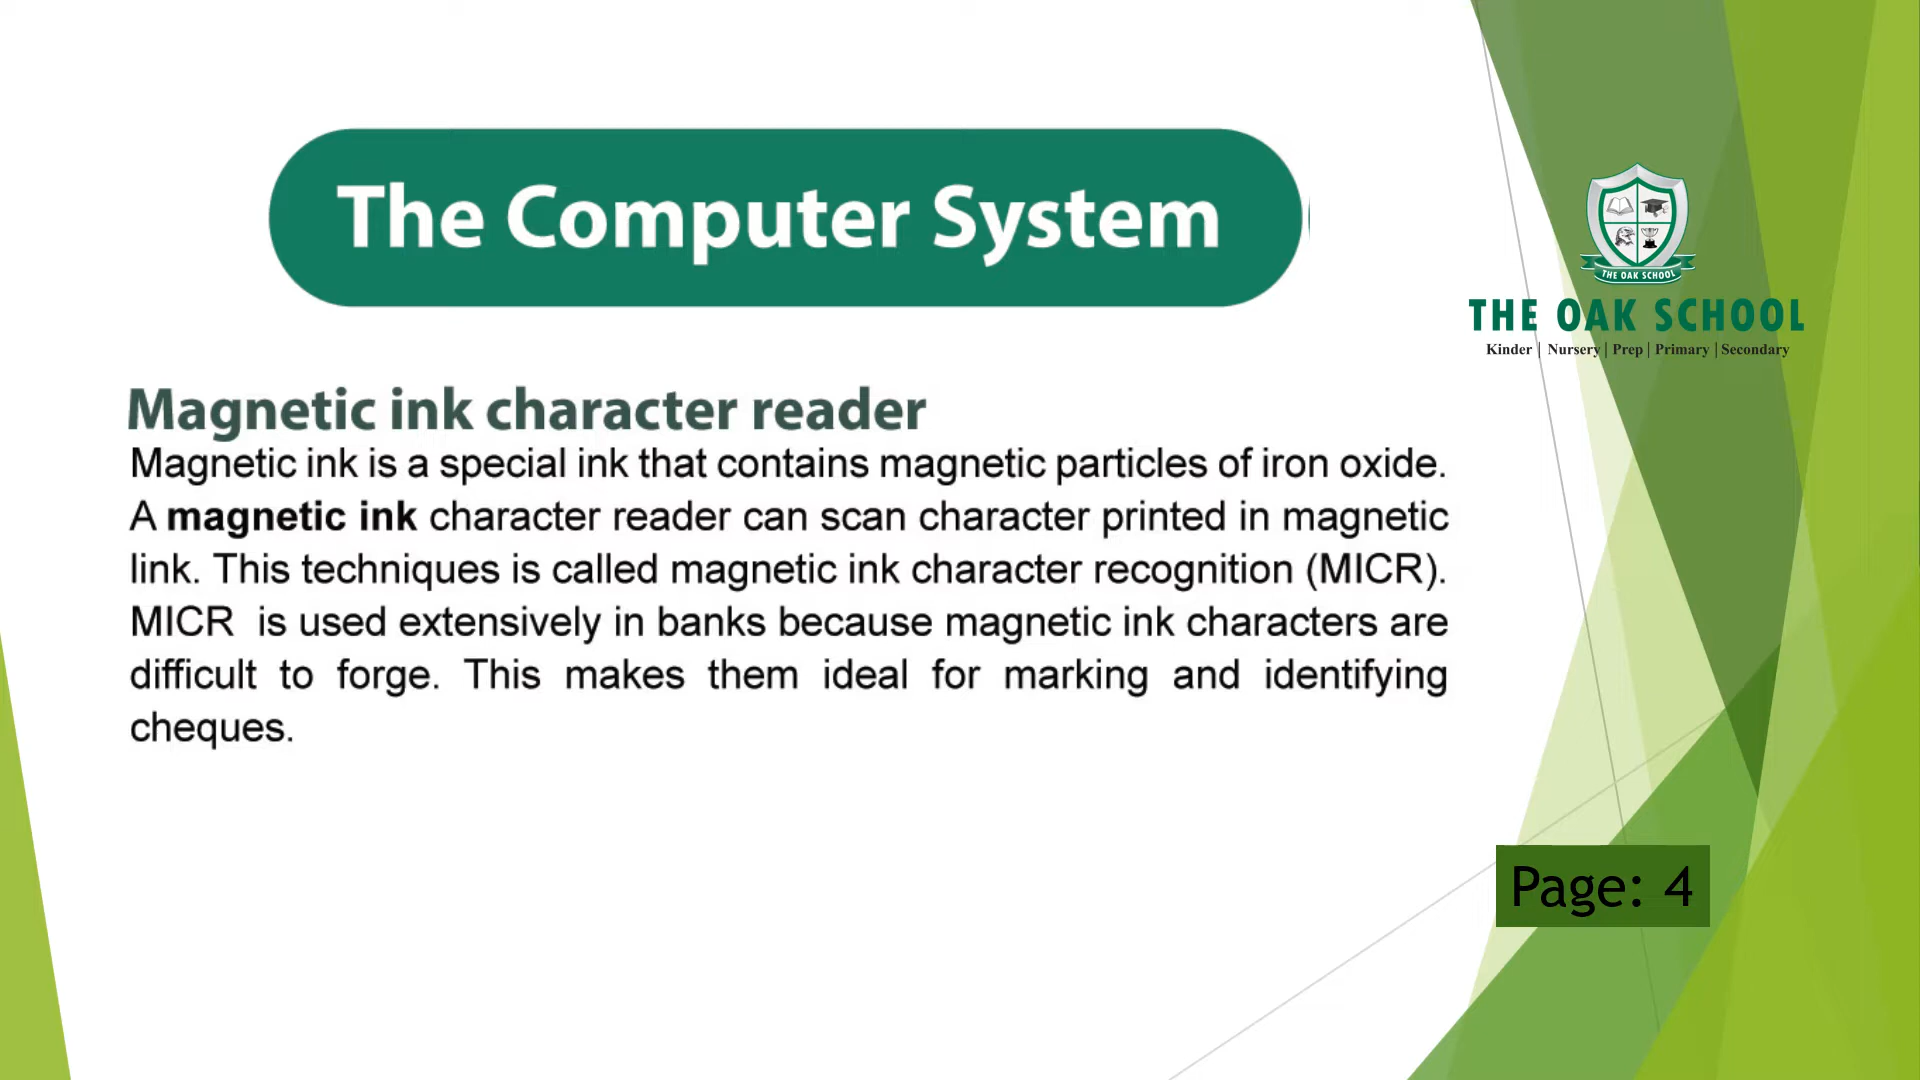 The Computer System
THE OAK SCHOOL
THE OAK SCHOOL
Kinder | Nursery | Prep | Primary | Secondary
Magnetic ink character reader
Magnetic ink is a special ink that contains magnetic particles of iron oxide.
A magnetic ink character reader can scan character printed in magnetic
link. This techniques is called magnetic ink character recognition (MICR).
MICR  is used extensively in banks because magnetic ink characters are
difficult to forge. This makes them ideal for marking and identifying
cheques.
Page: 4